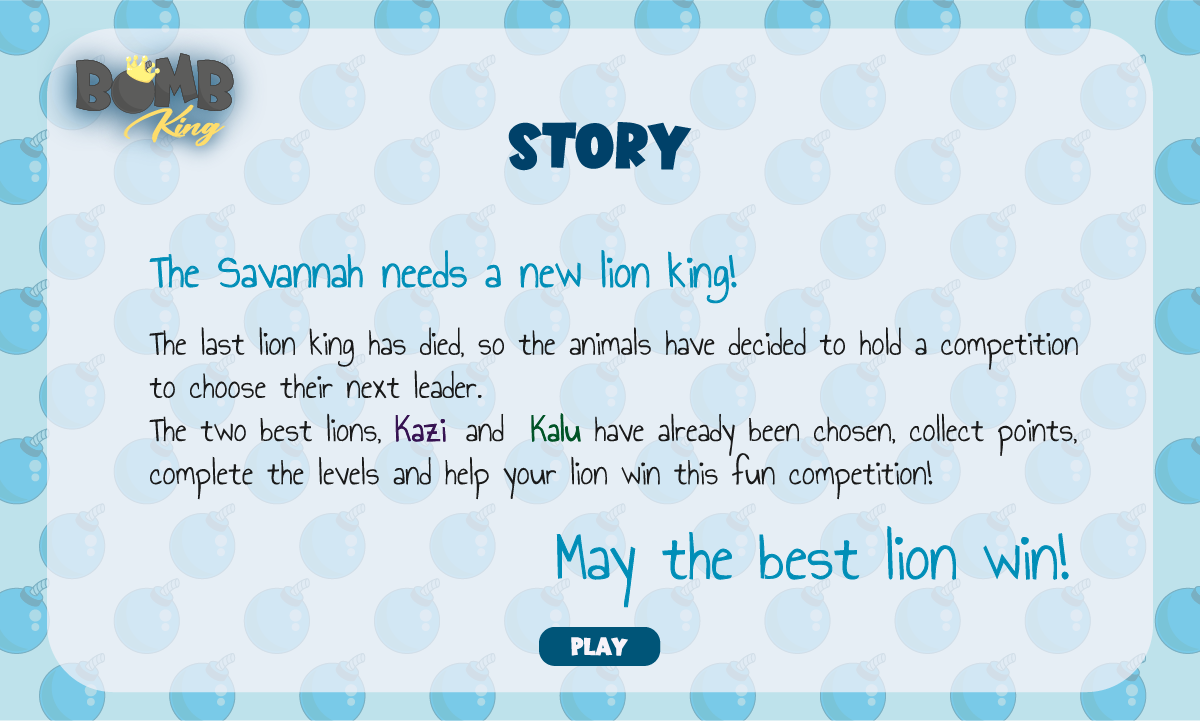 BOMB
King
STORY
The Savannah needs a new lion king!
The last lion king has died, so the animals have decided to hold a competition
to choose their next leader.
The two best lions, Kazi and Kalu have already been chosen, collect points,
complete the levels and help your lion win this fun competition!
May the best lion win!
PLAY